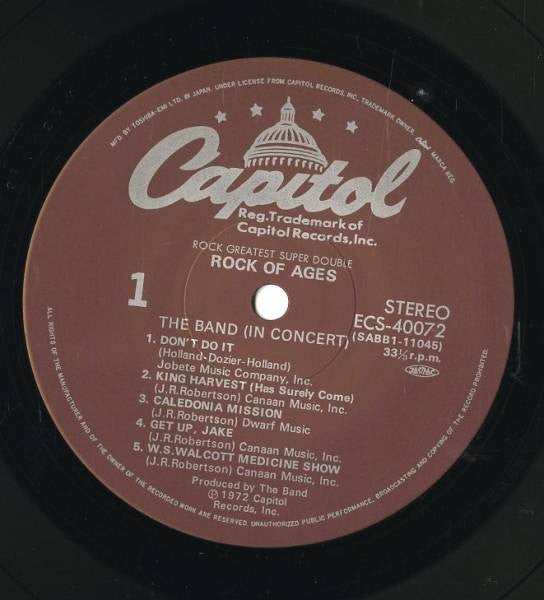 MF'D. BY TOSHIBA-EMI LTD. IN JAPAN. UNDER LICENSE FROM CAPITOL RECORDS, INC. TRADEMARK OWNER. Capitol MARCA REG.
Capitol
Reg.Trademark of
Capitol Records,Inc.
ROCK GREATEST SUPER DOUBLE
ROCK OF AGES
1
STEREO
ECS-40072
(SABB1-11045)
33⅓ r.p.m.
THE BAND (IN CONCERT)
1. DON'T DO IT
(Holland-Dozier-Holland)
Jobete Music Company, Inc.
2. KING HARVEST (Has Surely Come)
(J.R.Robertson) Canaan Music, Inc.
3. CALEDONIA MISSION
(J.R.Robertson) Dwarf Music
4. GET UP, JAKE
(J.R.Robertson) Canaan Music, Inc.
5. W.S.WALCOTT MEDICINE SHOW
(J.R.Robertson) Canaan Music, Inc.
Produced by The Band
℗1972 Capitol
Records, Inc.
ALL RIGHTS OF THE MANUFACTURER AND OF THE OWNER OF THE RECORDED WORK ARE RESERVED. UNAUTHORIZED PUBLIC PERFORMANCE, BROADCASTING AND COPYING OF THE RECORD PROHIBITED.